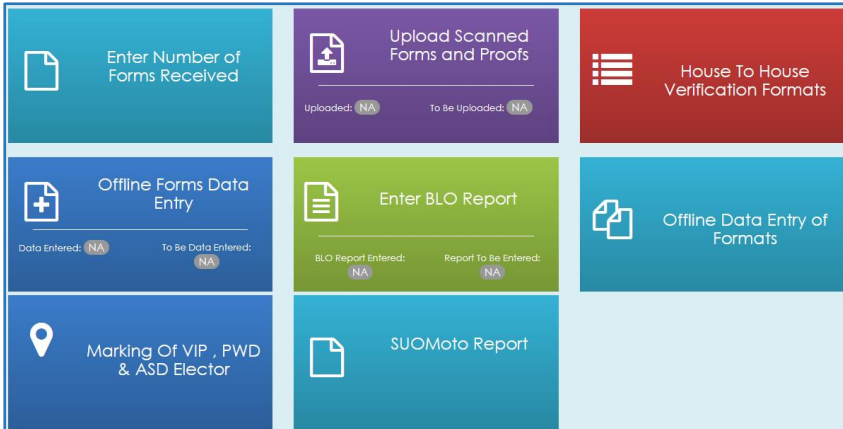 Enter Number of
Forms Received
Upload Scanned
Forms and Proofs
Uploaded: NA
To Be Uploaded: NA
House To House
Verification Formats
Offline Forms Data
Entry
Data Entered: NA
To Be Data Entered:
NA
Enter BLO Report
BLO Report Entered:
NA
Report To Be Entered:
NA
Offline Data Entry of
Formats
Marking Of VIP , PWD
& ASD Elector
SUOMoto Report